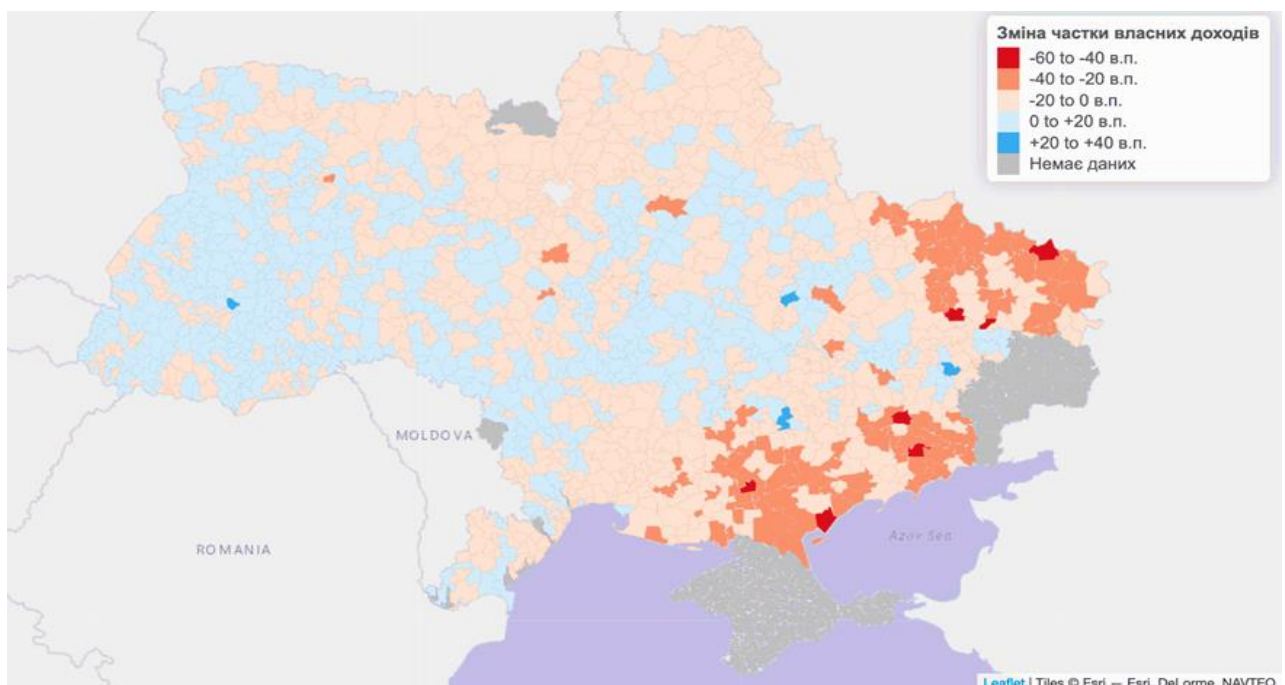 Зміна частки власних доходів
-60 to -40 в.п.
-40 to -20 в.п.
-20 to 0 в.п.
0 to +20 в.п.
+20 to +40 в.п.
Немає даних
MOLDOVA
ROMANIA
Azov Sea
Leaflet | Tiles © Esri — Esri, DeLorme, NAVTEQ